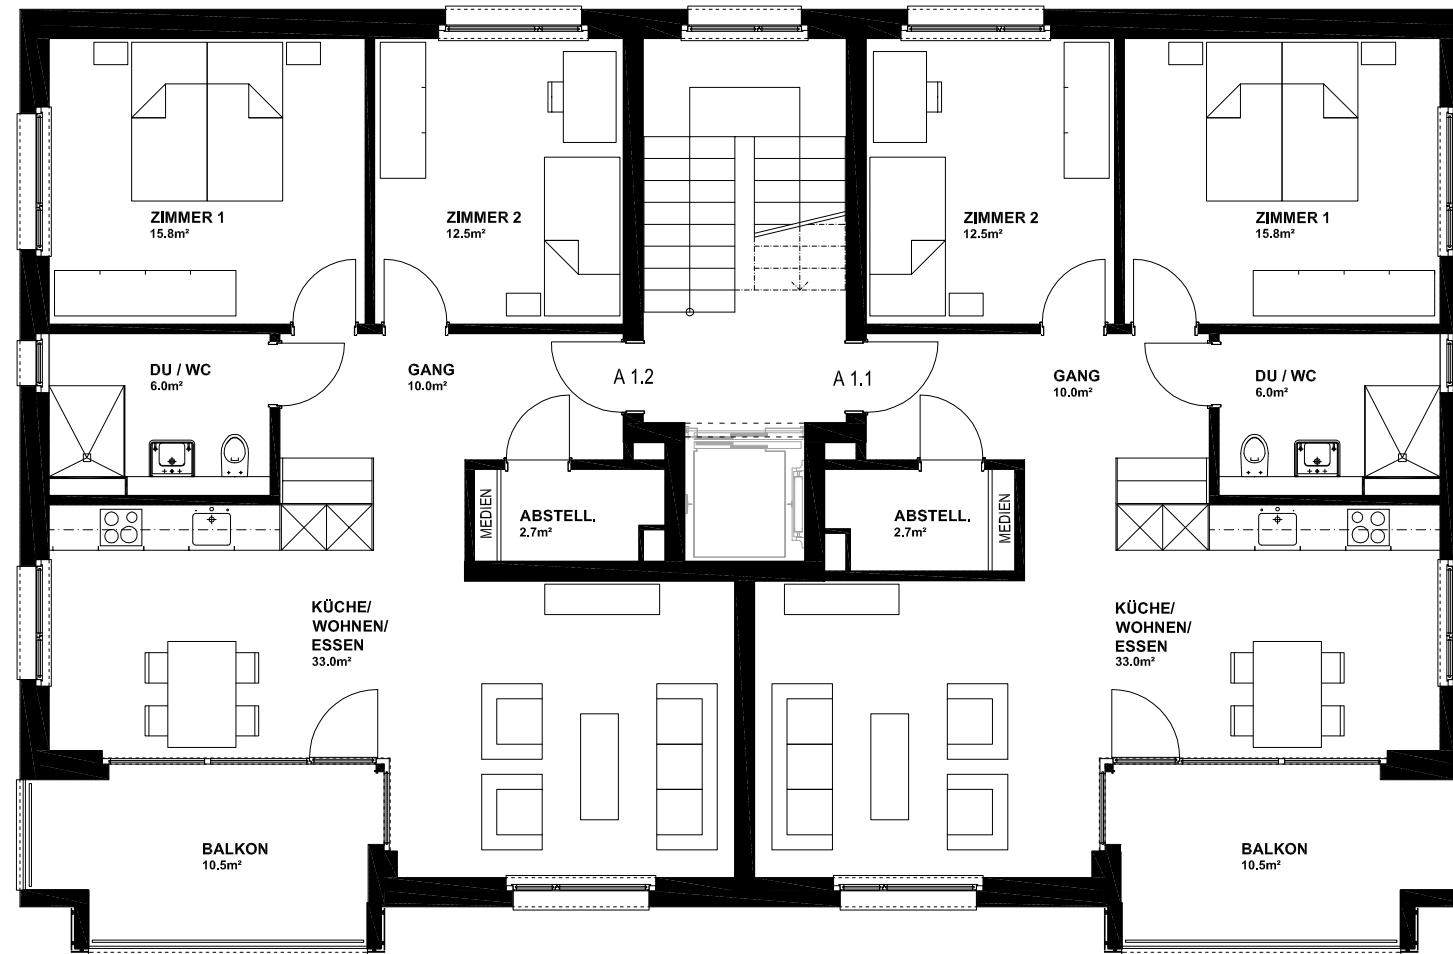 ZIMMER 1
15.8m²
ZIMMER 2
12.5m²
ZIMMER 2
12.5m²
ZIMMER 1
15.8m²
DU / WC
6.0m²
GANG
10.0m²
A 1.2
A 1.1
GANG
10.0m²
DU / WC
6.0m²
MEDIEN
ABSTELL.
2.7m²
ABSTELL.
2.7m²
MEDIEN
KÜCHE/
WOHNEN/
ESSEN
33.0m²
KÜCHE/
WOHNEN/
ESSEN
33.0m²
BALKON
10.5m²
BALKON
10.5m²